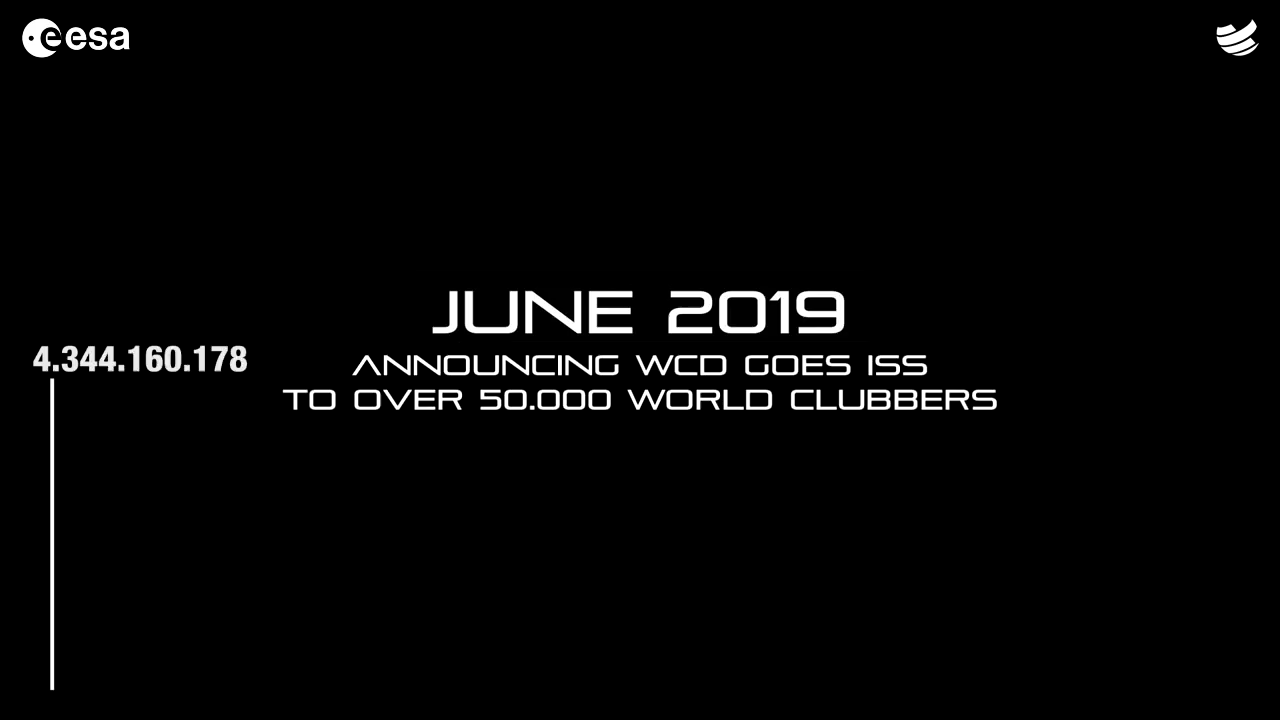 esa
JUNE 2019
4.344.160.178
ANNOUNCING WCD GOES ISS
TO OVER 50.000 WORLD CLUBBERS